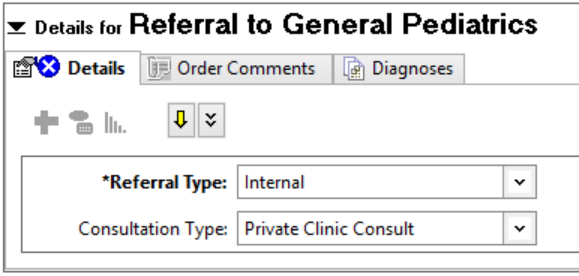 Details for Referral to General Pediatrics
Details Order Comments Diagnoses
*Referral Type: Internal
Consultation Type: Private Clinic Consult